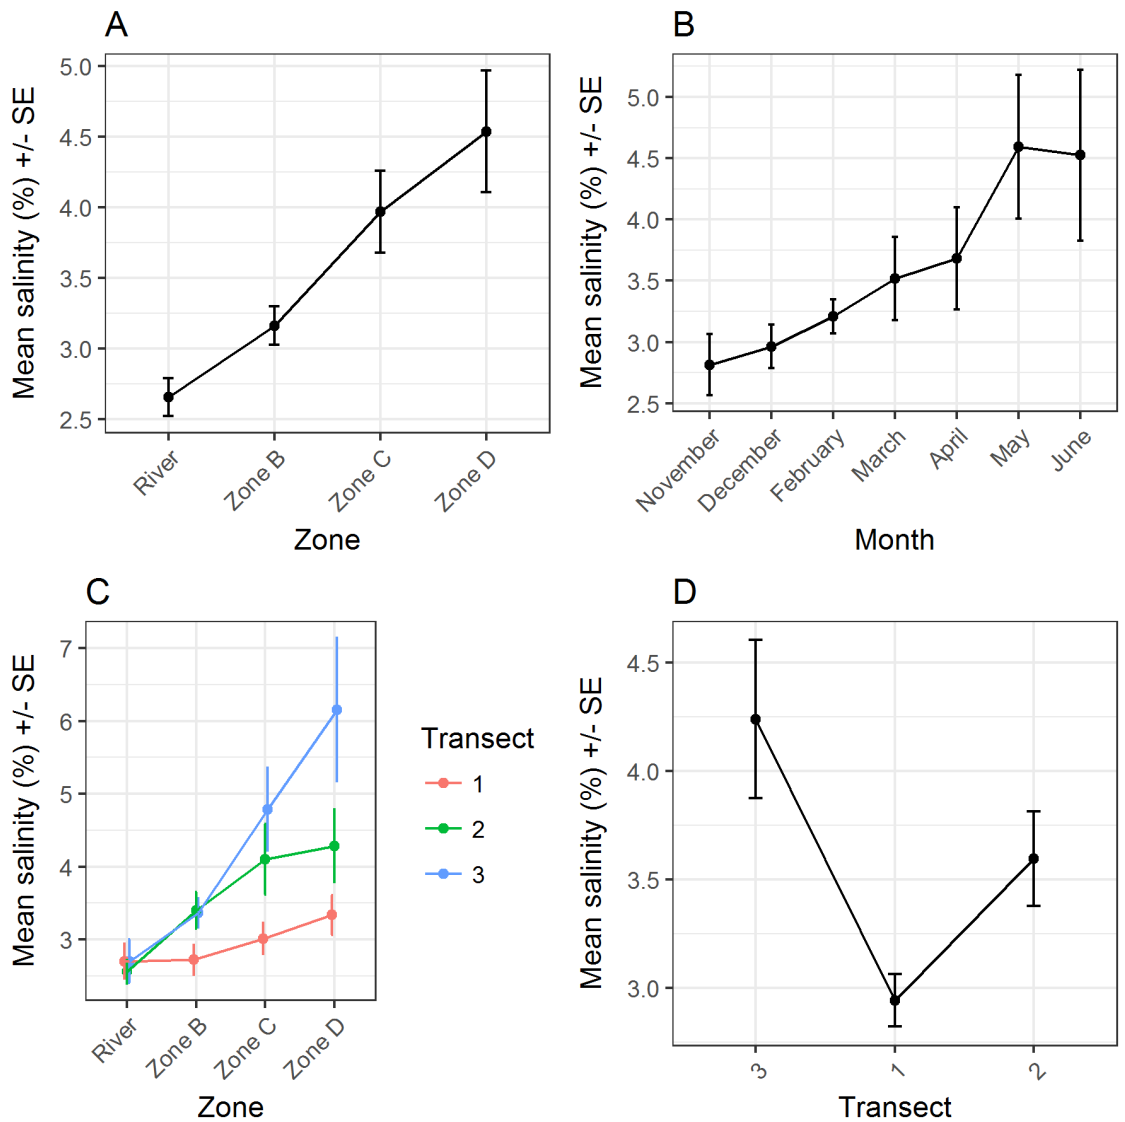 A
Mean salinity (%) +/- SE
5.0
4.5
4.0
3.5
3.0
2.5
River
Zone B
Zone C
Zone D
Zone
B
Mean salinity (%) +/- SE
5.0
4.5
4.0
3.5
3.0
2.5
November
December
February
March
April
May
June
Month
C
Mean salinity (%) +/- SE
7
6
5
4
3
River
Zone B
Zone C
Zone D
Zone
Transect
1
2
3
D
Mean salinity (%) +/- SE
4.5
4.0
3.5
3.0
3
1
2
Transect